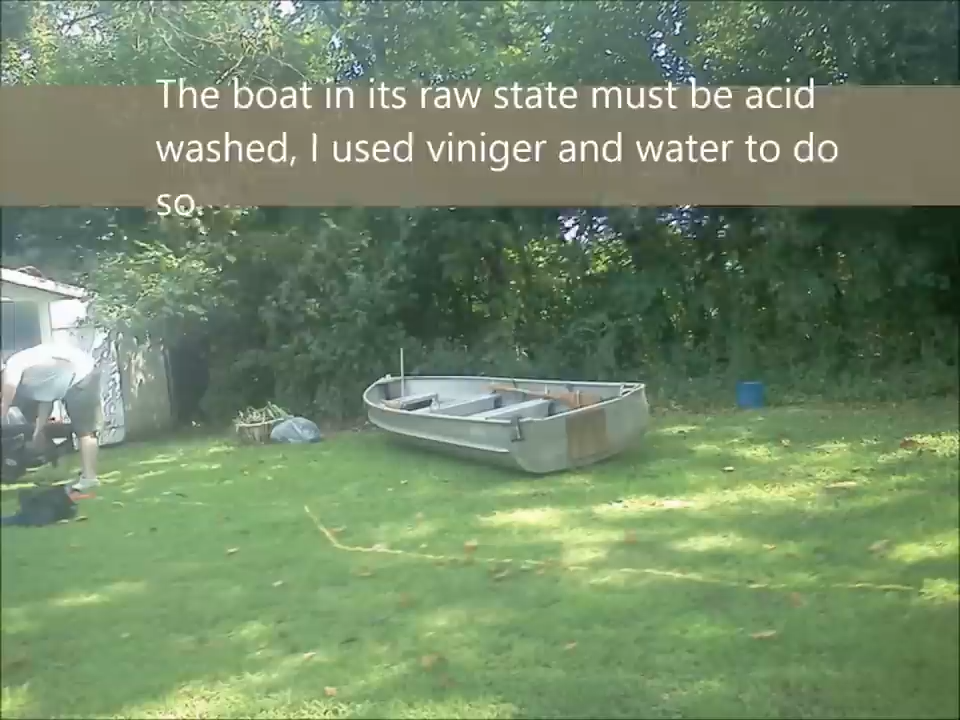 The boat in its raw state must be acid
washed, I used viniger and water to do
so.